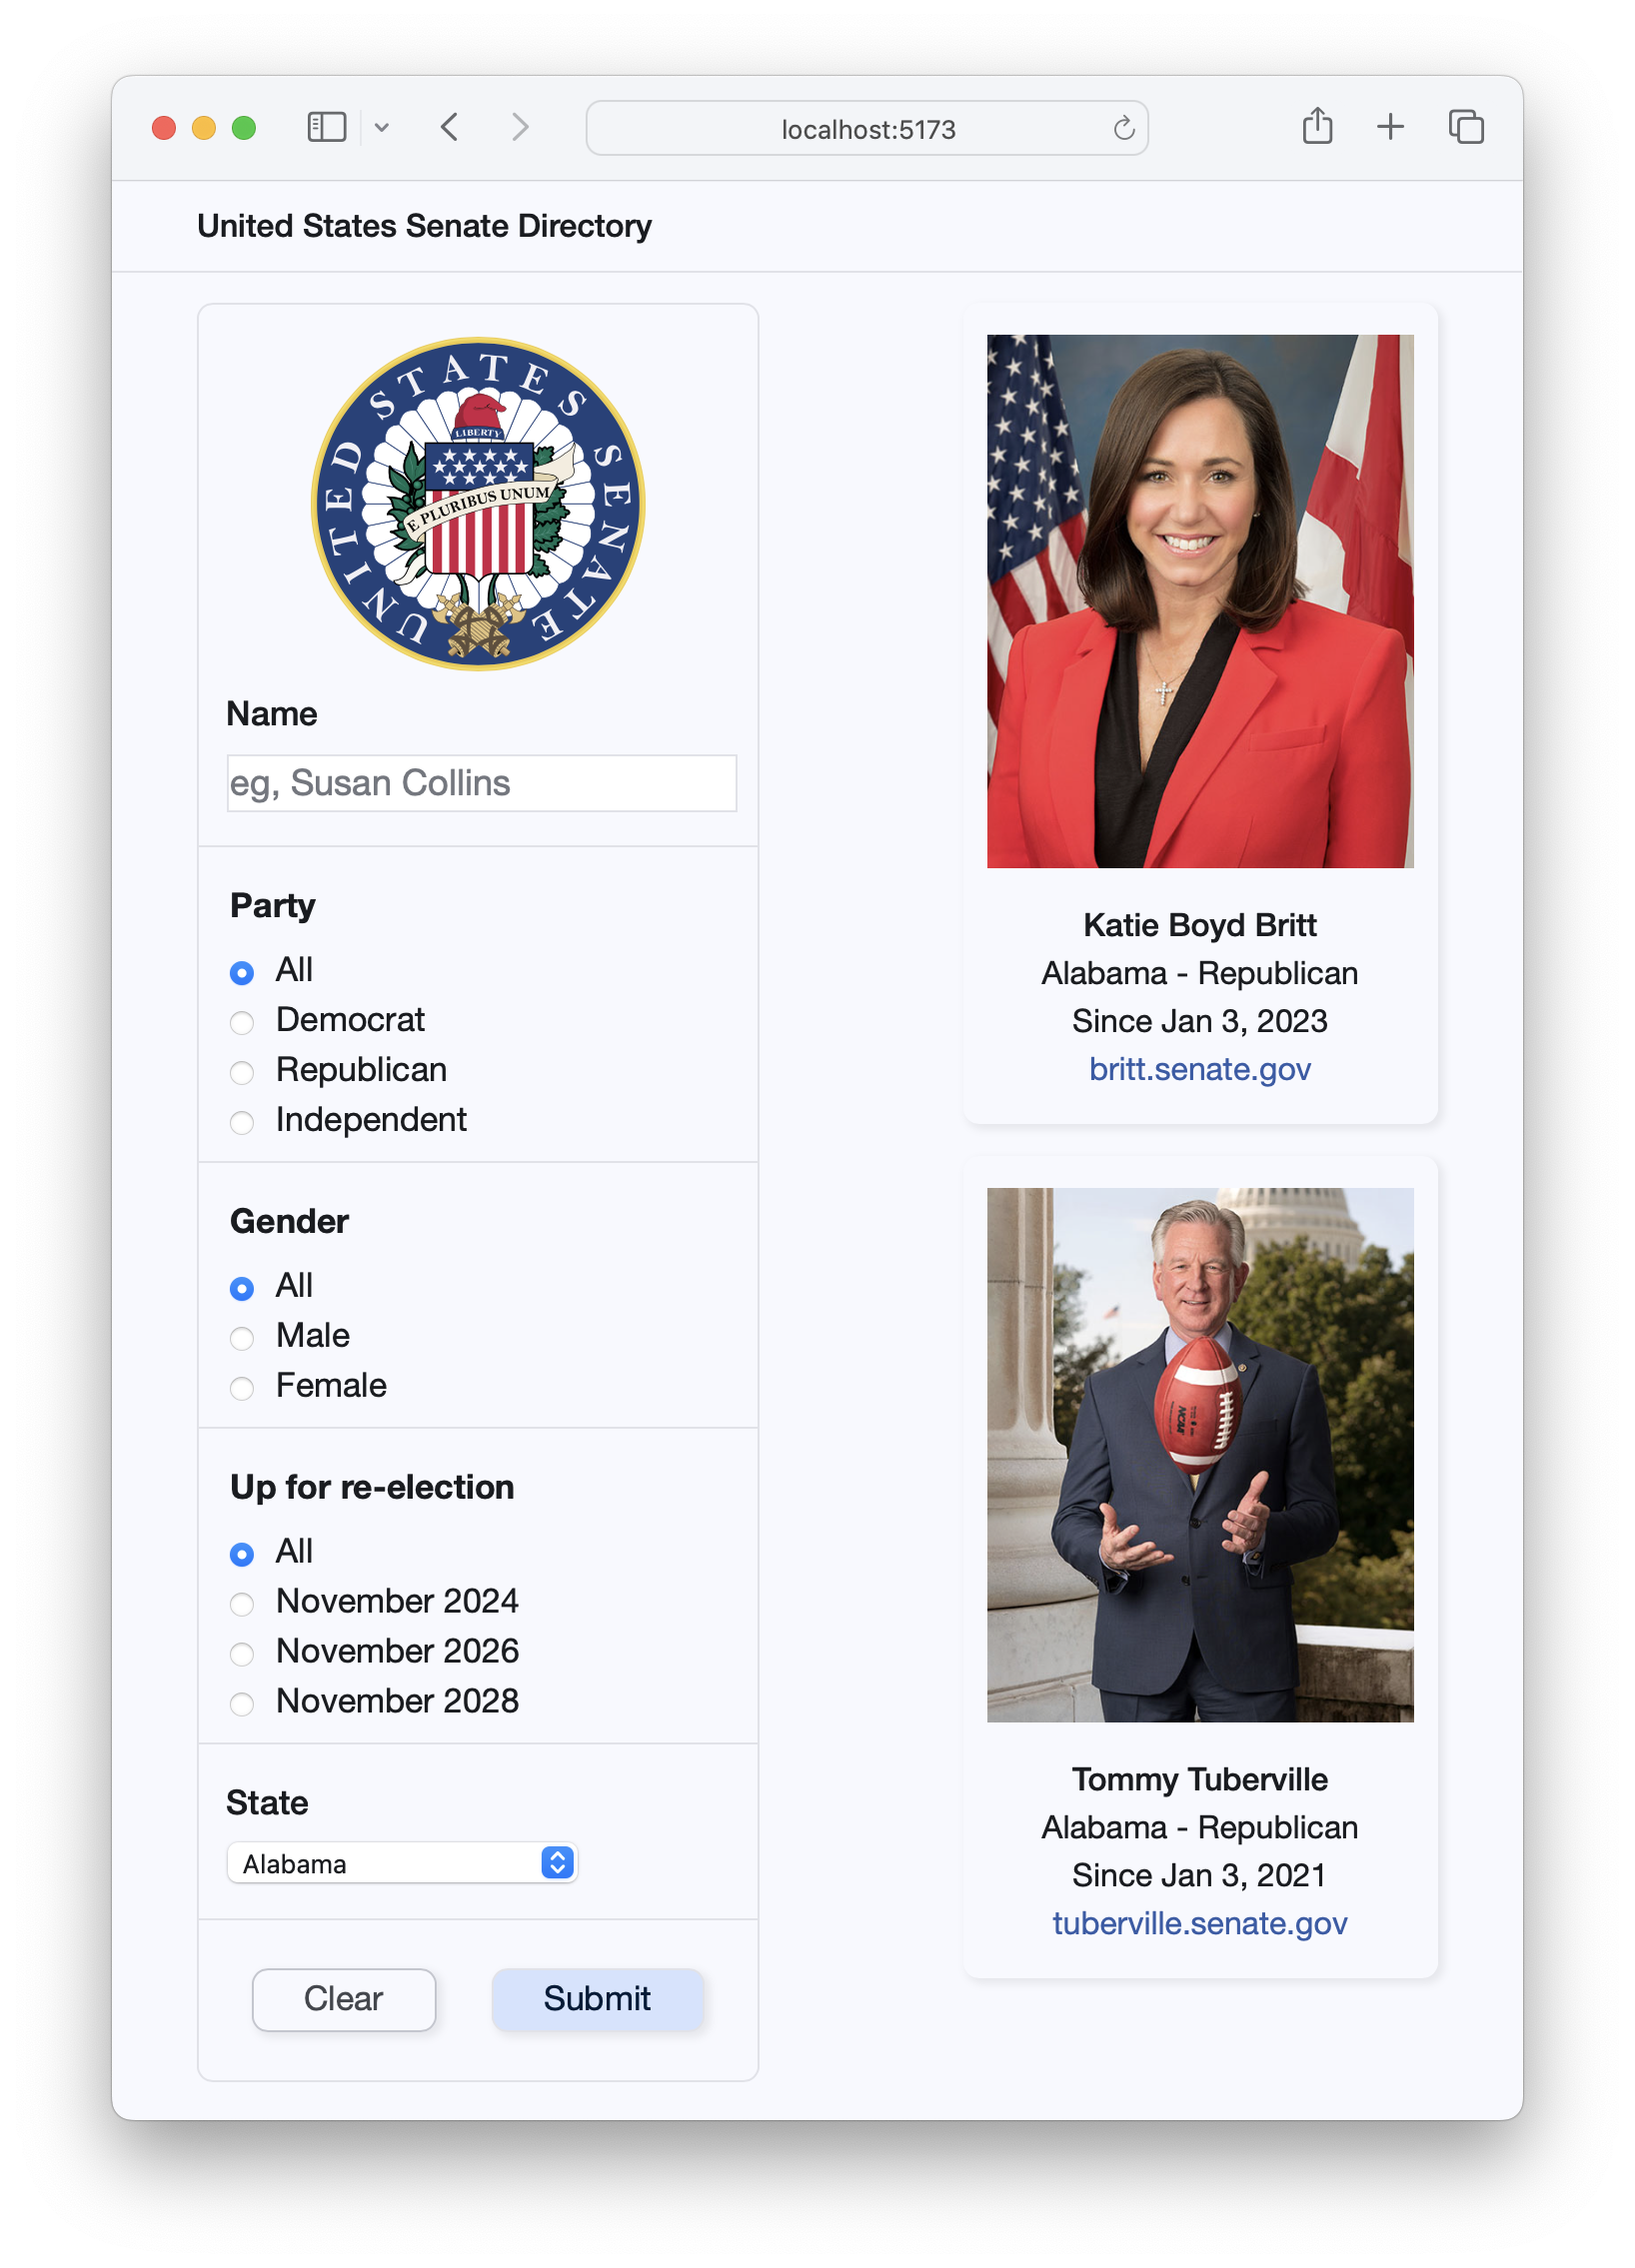 localhost:5173
United States Senate Directory
UNITED STATES SENATE
LIBERTY
E PLURIBUS UNUM
Name
eg, Susan Collins
Party
All
Democrat
Republican
Independent
Gender
All
Male
Female
Up for re-election
All
November 2024
November 2026
November 2028
State
Alabama
Clear
Submit
Katie Boyd Britt
Alabama - Republican
Since Jan 3, 2023
britt.senate.gov
NCAA
Tommy Tuberville
Alabama - Republican
Since Jan 3, 2021
tuberville.senate.gov